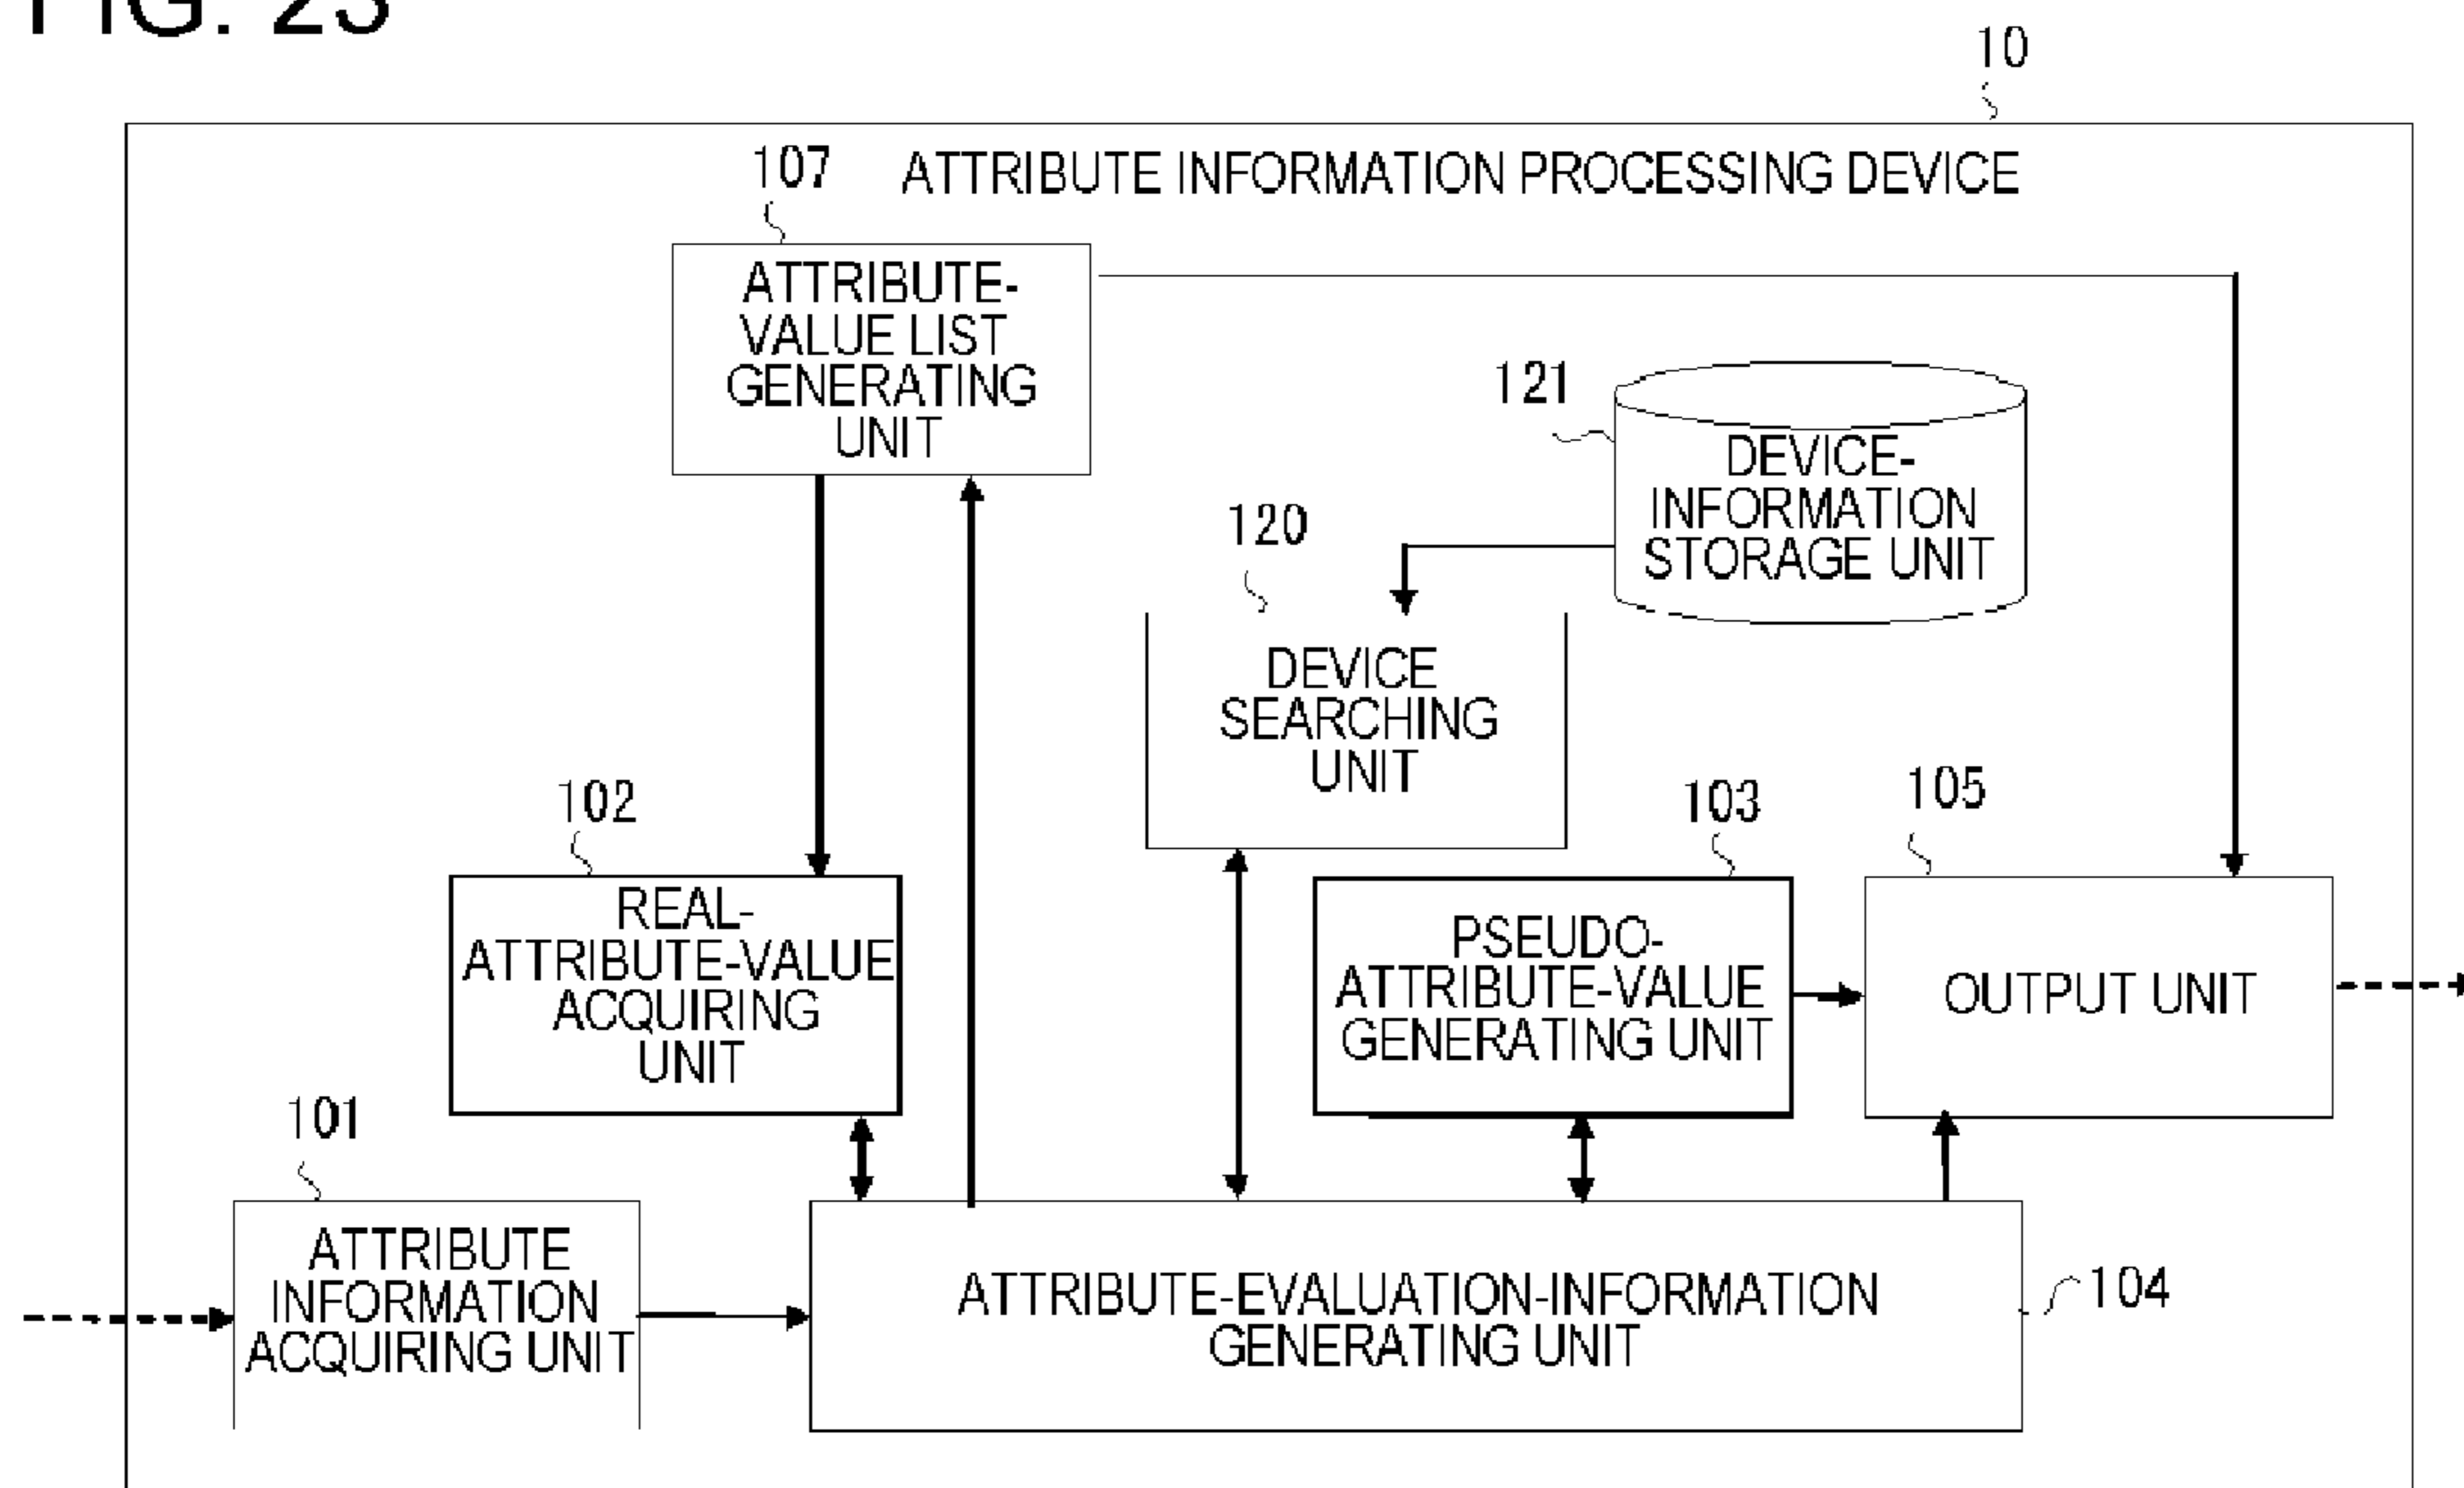 FIG. 23
10
107
ATTRIBUTE INFORMATION PROCESSING DEVICE
ATTRIBUTE-
VALUE LIST
GENERATING
UNIT
121
DEVICE-
INFORMATION
STORAGE UNIT
120
DEVICE
SEARCHING
UNIT
102
REAL-
ATTRIBUTE-VALUE
ACQUIRING
UNIT
103
PSEUDO-
ATTRIBUTE-VALUE
GENERATING UNIT
105
OUTPUT UNIT
101
ATTRIBUTE
INFORMATION
ACQUIRING UNIT
ATTRIBUTE-EVALUATION-INFORMATION
GENERATING UNIT
104